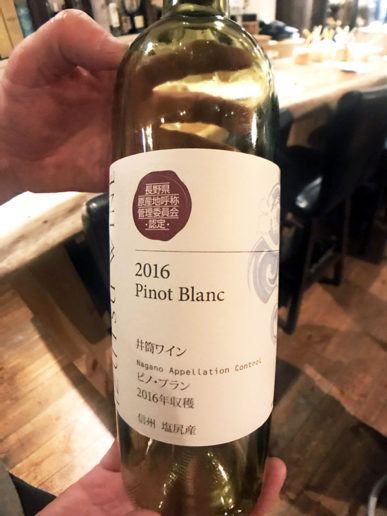 長野県
原産地呼称
管理委員会
・認定・
2016
Pinot Blanc
井筒ワイン
Nagano Appellation Control
ピノ・ブラン
2016年収穫
信州 塩尻産